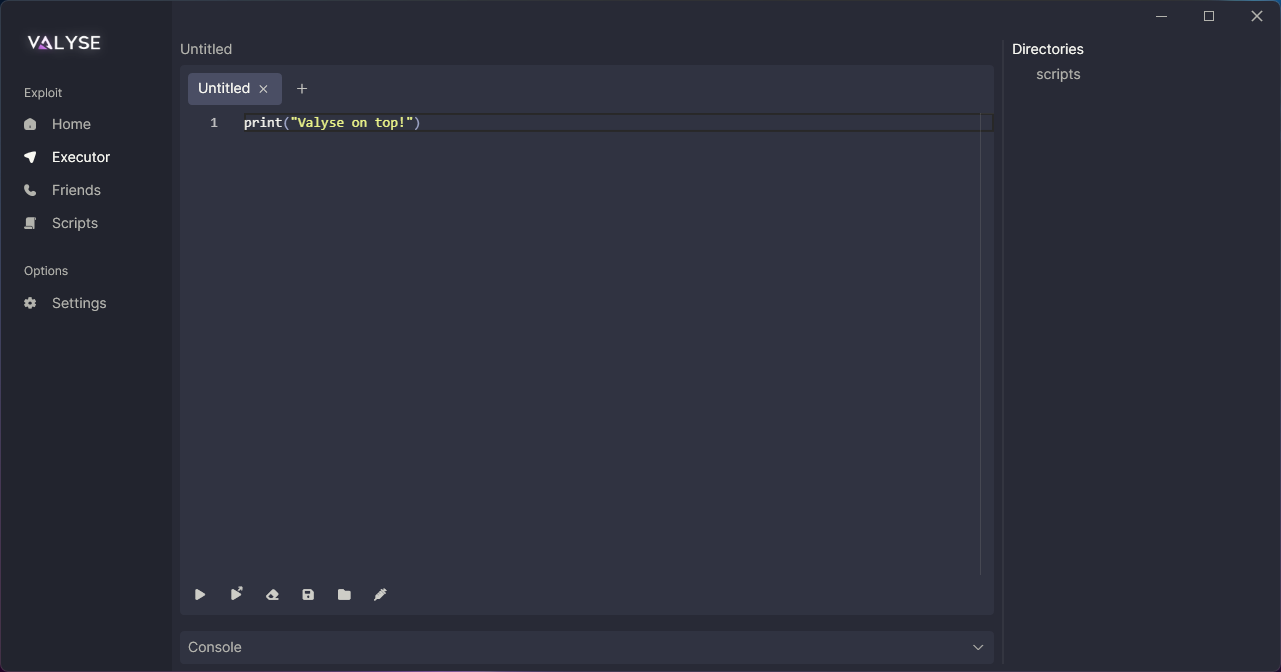 VALYSE
Exploit
Home
Executor
Friends
Scripts
Options
Settings
Untitled
Untitled
1 print("Valyse on top!")
Console
Directories
scripts